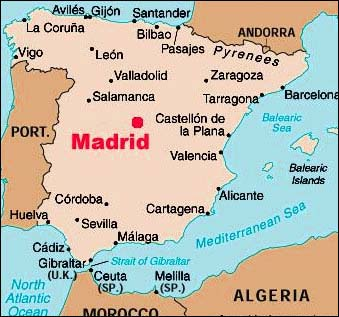 Avilés Gijón Santander
La Coruña
Bilbao
ANDORRA
Pasajes
Pyrenees
Vigo
León
Valladolid
Zaragoza
Salamanca
Tarragona
Barcelona
PORT.
Madrid
Castellón de
la Plana
Balearic
Sea
Valencia
Balearic
Islands
Córdoba
Alicante
Huelva
Sevilla
Cartagena
Cádiz
Málaga
Mediterranean Sea
Gibraltar
(U.K.)
Strait of Gibraltar
Ceuta
(SP.)
Melilla
(SP.)
North
Atlantic
Ocean
MOROCCO
ALGERIA